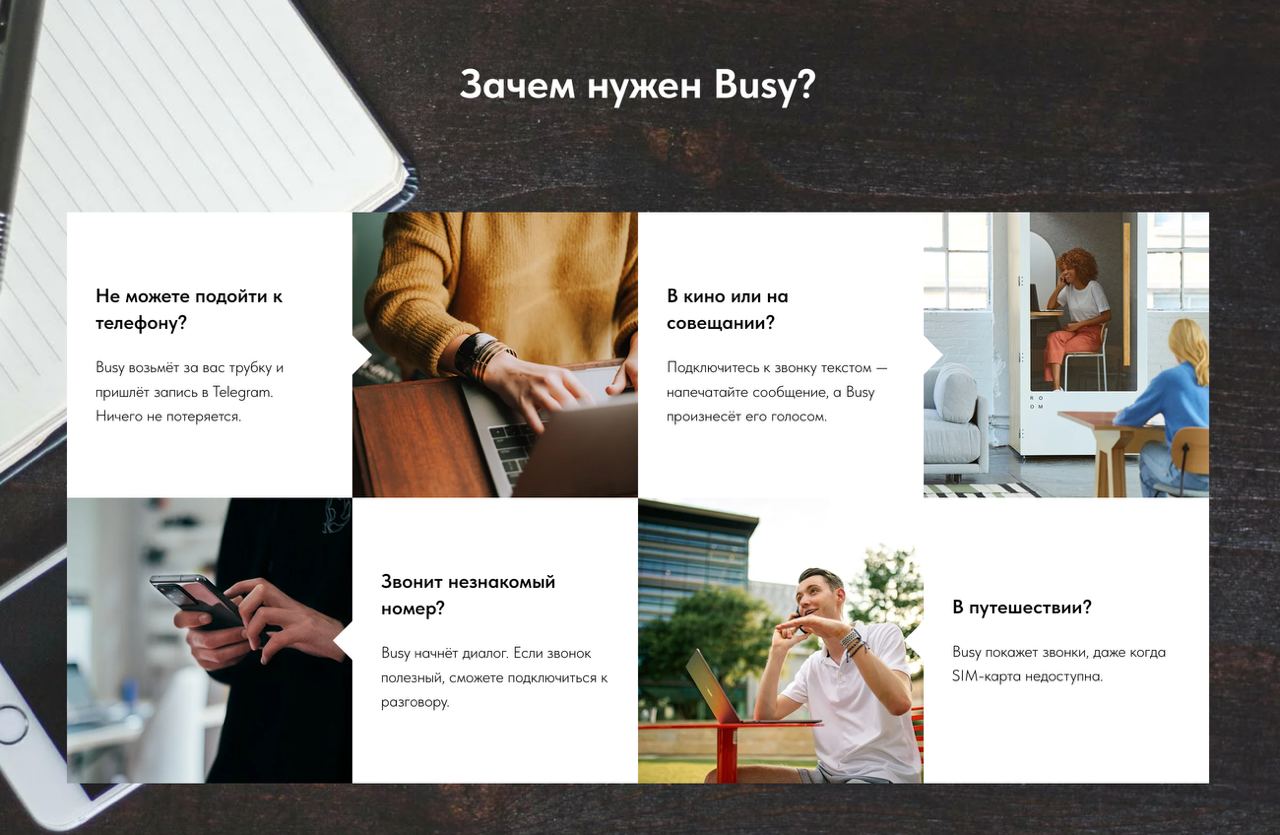 Зачем нужен Busy?
Не можете подойти к
телефону?
Busy возьмёт за вас трубку и
пришлёт запись в Telegram.
Ничего не потеряется.
В кино или на
совещании?
Подключитесь к звонку текстом —
напечатайте сообщение, а Busy
произнесёт его голосом.
RO
OM
Звонит незнакомый
номер?
Busy начнёт диалог. Если звонок
полезный, сможете подключиться к
разговору.
В путешествии?
Busy покажет звонки, даже когда
SIM-карта недоступна.